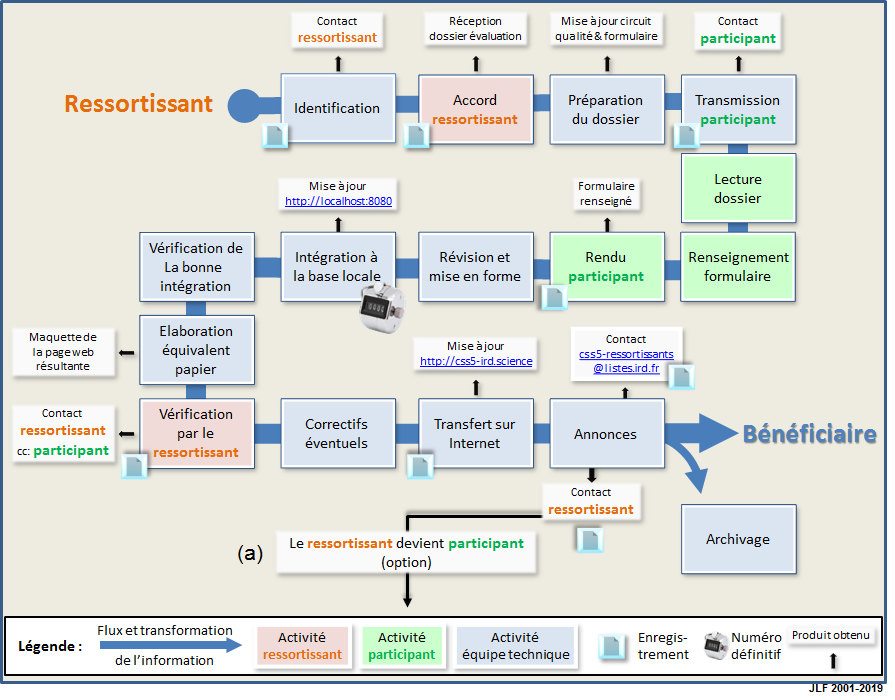 Contact
ressortissant
Réception
dossier évaluation
Mise à jour circuit
qualité & formulaire
Contact
participant
Ressortissant
Identification
Accord
ressortissant
Préparation
du dossier
Transmission
participant
Lecture
dossier
Mise à jour
http://localhost:8080
Formulaire
renseigné
Vérification de
La bonne
intégration
Intégration à
la base locale
Révision et
mise en forme
Rendu
participant
Renseignement
formulaire
Maquette de
la page web
résultante
Elaboration
équivalent
papier
Mise à jour
http://css5-ird.science
Contact
css5-ressortissants
@listes.ird.fr
Contact
ressortissant
cc: participant
Vérification
par le
ressortissant
Correctifs
éventuels
Transfert sur
Internet
Annonces
Bénéficiaire
Contact
ressortissant
Archivage
(a)
Le ressortissant devient participant
(option)
Légende :
Flux et transformation
de l'information
Activité
ressortissant
Activité
participant
Activité
équipe technique
Enregis-
trement
Numéro
définitif
Produit obtenu
JLF 2001-2019